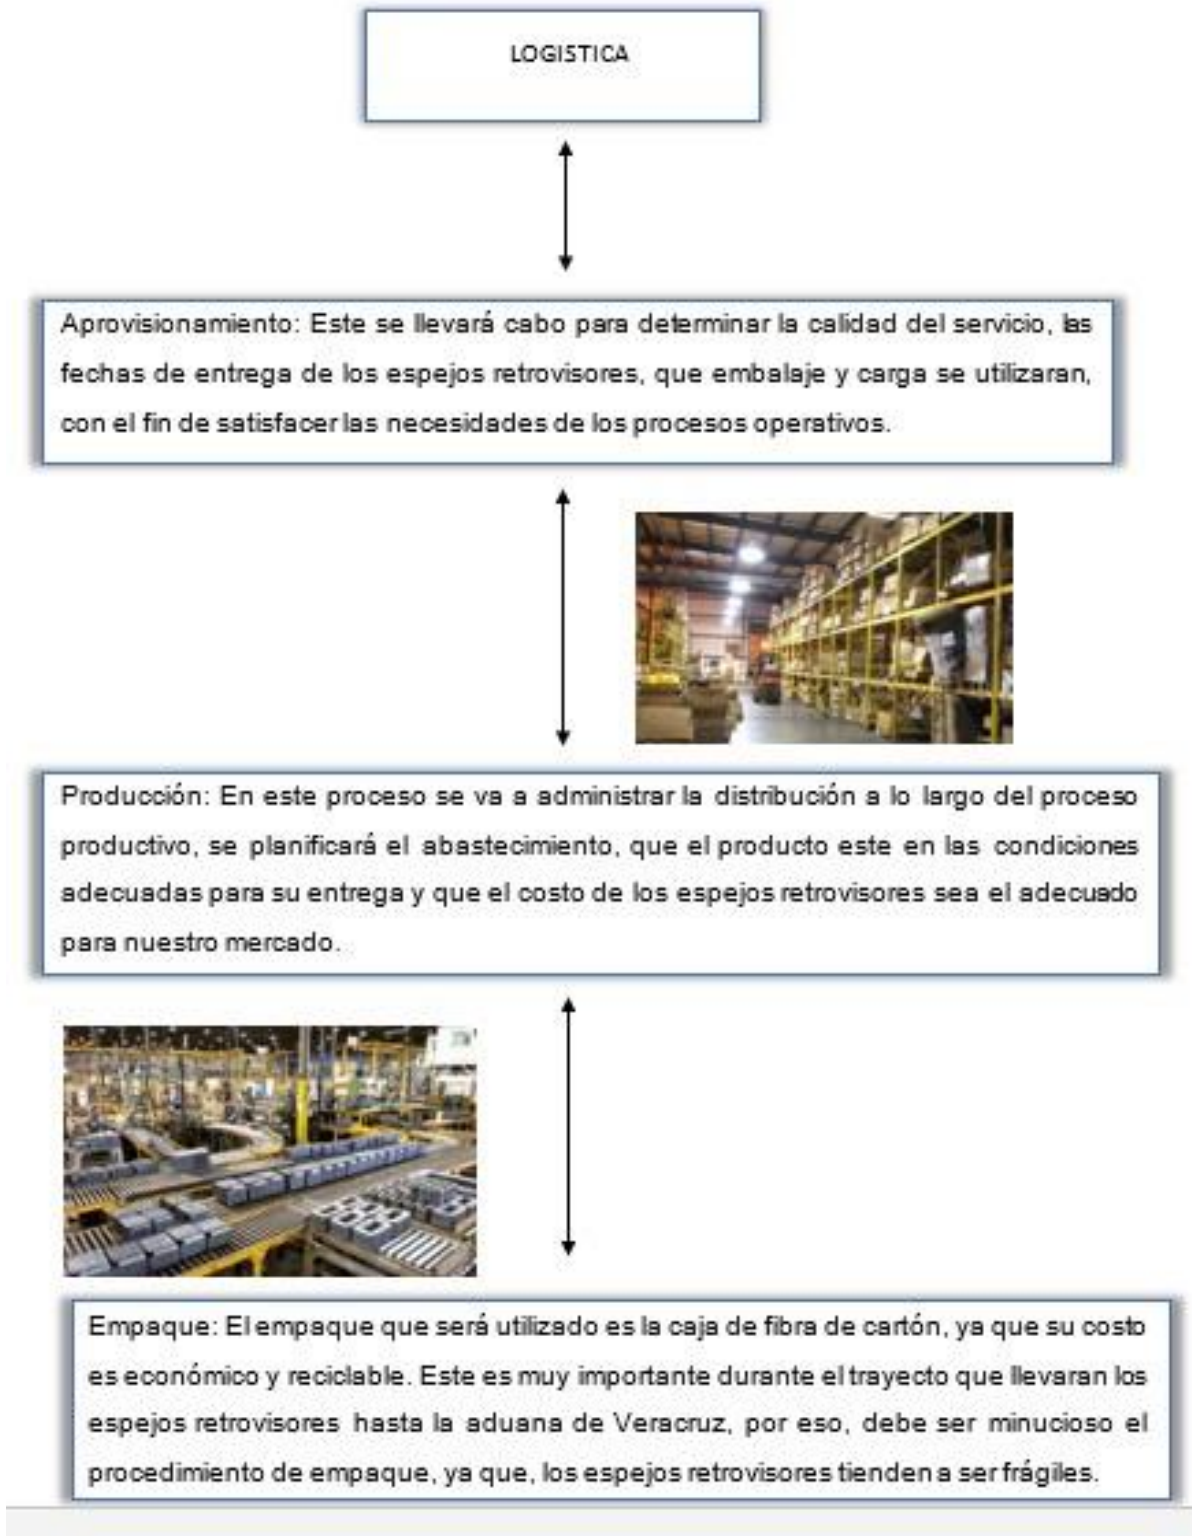 LOGISTICA
Aprovisionamiento: Este se llevará cabo para determinar la calidad del servicio, las
fechas de entrega de los espejos retrovisores, que embalaje y carga se utilizaran,
con el fin de satisfacer las necesidades de los procesos operativos.
Producción: En este proceso se va a administrar la distribución a lo largo del proceso
productivo, se planificará el abastecimiento, que el producto este en las condiciones
adecuadas para su entrega y que el costo de los espejos retrovisores sea el adecuado
para nuestro mercado.
Empaque: El empaque que será utilizado es la caja de fibra de cartón, ya que su costo
es económico y reciclable. Este es muy importante durante el trayecto que llevaran los
espejos retrovisores hasta la aduana de Veracruz, por eso, debe ser minucioso el
procedimiento de empaque, ya que, los espejos retrovisores tienden a ser frágiles.